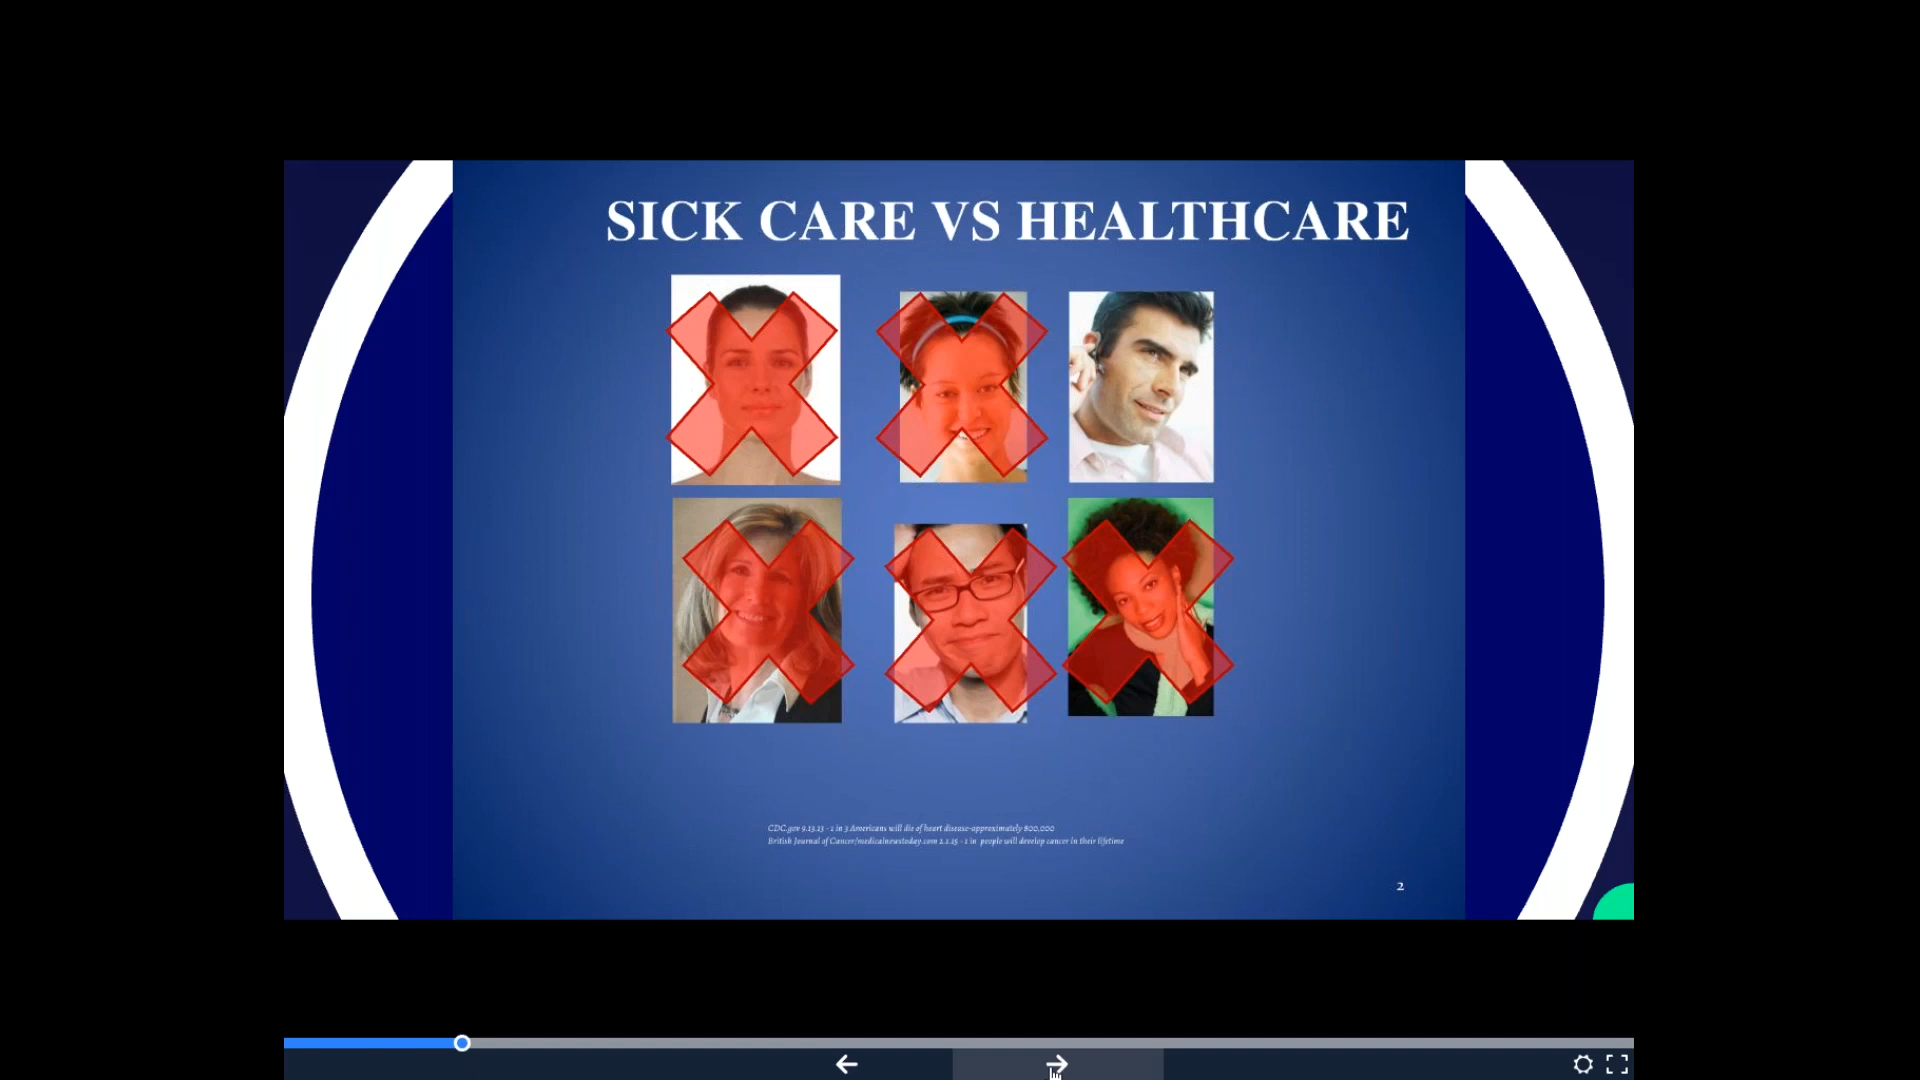 SICK CARE VS HEALTHCARE
CDC.gov 9.13.13 - 1 in 3 Americans will die of heart disease-approximately 800,000
British Journal of Cancer/medicalnewstoday.com 2.2.15 - 1 in people will develop cancer in their lifetime
2